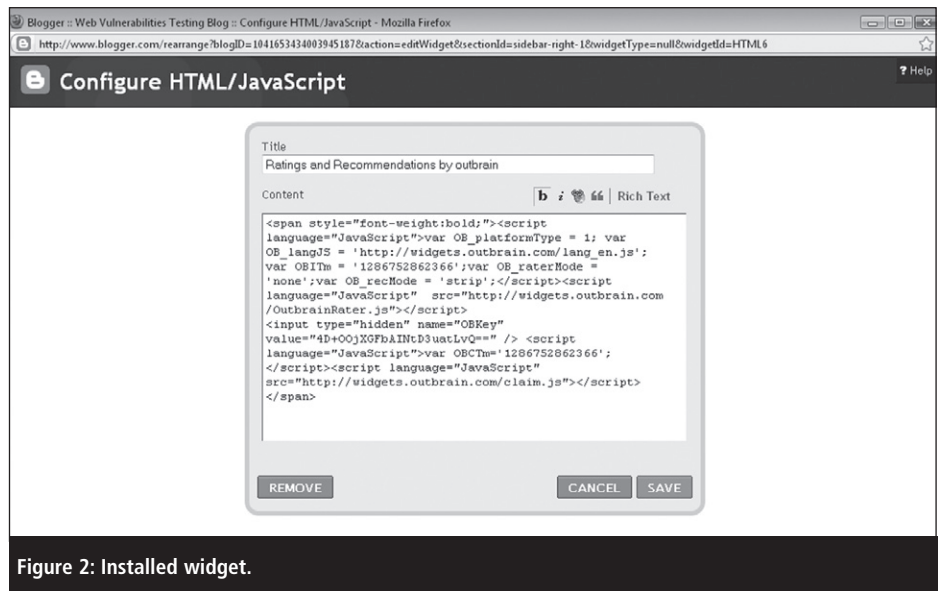 Blogger :: Web Vulnerabilities Testing Blog :: Configure HTML/JavaScript - Mozilla Firefox
http://www.blogger.com/rearrange?blogID=1041653434003945187&action=editWidget&sectionId=sidebar-right-1&widgetType=null&widgetId=HTML6
Configure HTML/JavaScript
? Help
Title
Ratings and Recommendations by outbrain
Content
b i Rich Text
<span style="font-weight:bold;"><script
language="JavaScript">var OB_platformType = 1; var
OB_langJS = 'http://widgets.outbrain.com/lang_en.js';
var OBITm = '1286752862366';var OB_raterMode =
'none';var OB_recMode = 'strip';</script><script
language="JavaScript" src="http://widgets.outbrain.com
/OutbrainRater.js"></script>
<input type="hidden" name="OBKey"
value="4D+OOjXGFbAINtD3uatLvQ==" /> <script
language="JavaScript">var OBCTm='1286752862366';
</script><script language="JavaScript"
src="http://widgets.outbrain.com/claim.js"></script>
</span>
REMOVE
CANCEL SAVE
Figure 2: Installed widget.